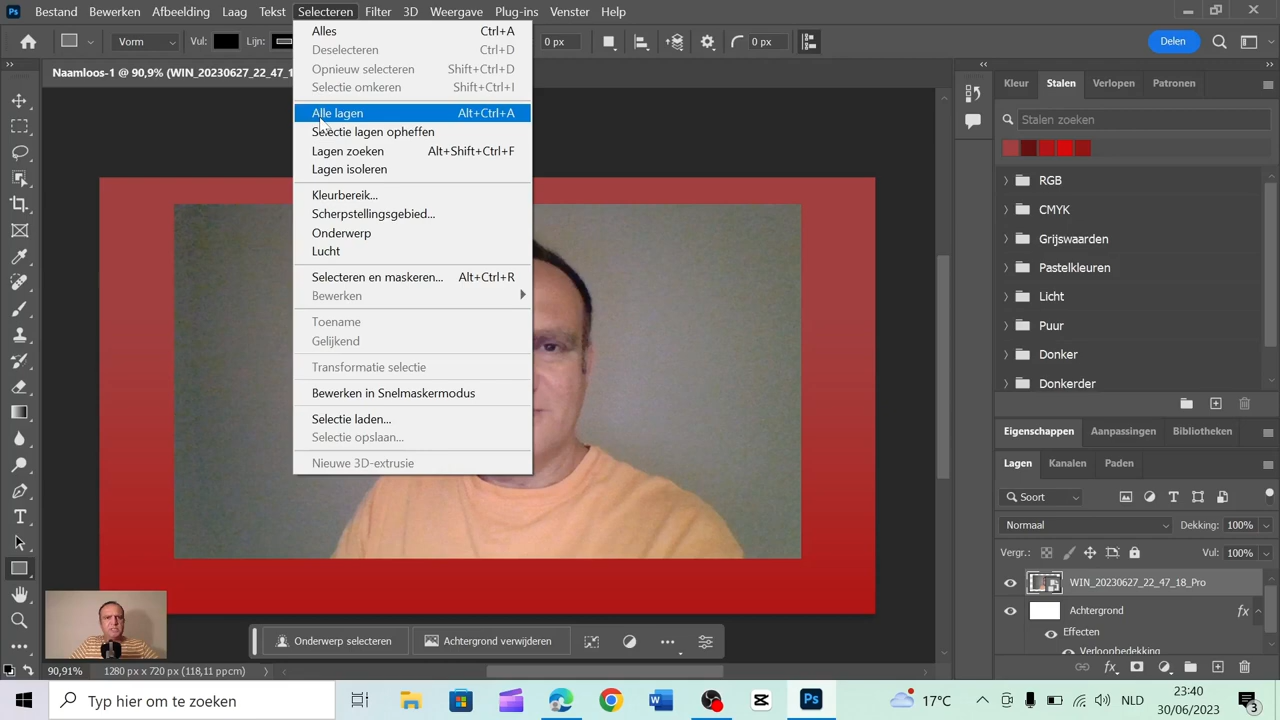 Ps Bestand Bewerken Afbeelding Laag Tekst Selecteren Filter 3D Weergave Plug-ins Venster Help
Vorm Vul: Lijn: 0 px 0 px Delen
Naamloos-1 @ 90,9% (WIN_20230627_22_47_1
Alles Ctrl+A
Deselecteren Ctrl+D
Opnieuw selecteren Shift+Ctrl+D
Selectie omkeren Shift+Ctrl+I
Alle lagen Alt+Ctrl+A
Selectie lagen opheffen
Lagen zoeken Alt+Shift+Ctrl+F
Lagen isoleren
Kleurbereik...
Scherpstellingsgebied...
Onderwerp
Lucht
Selecteren en maskeren... Alt+Ctrl+R
Bewerken
Toename
Gelijkend
Transformatie selectie
Bewerken in Snelmaskermodus
Selectie laden...
Selectie opslaan...
Nieuwe 3D-extrusie
Kleur Stalen Verlopen Patronen
Stalen zoeken
RGB
CMYK
Grijswaarden
Pastelkleuren
Licht
Puur
Donker
Donkerder
Eigenschappen Aanpassingen Bibliotheken
Lagen Kanalen Paden
Soort
Normaal Dekking: 100%
Vergr.: Vul: 100%
WIN_20230627_22_47_18_Pro
Achtergrond fx
Effecten
Verloopbedekking
Onderwerp selecteren Achtergrond verwijderen
90,91% 1280 px x 720 px (118,11 ppcm)
fx
Typ hier om te zoeken
Ps
17°C
NLD
23:40
30/06/2023
3